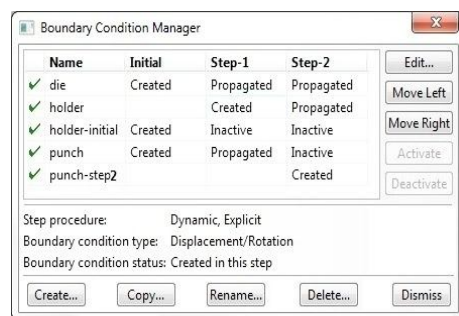 Boundary Condition Manager
X
Name Initial Step-1 Step-2
die Created Propagated Propagated
holder Created Propagated
holder-initial Created Inactive Inactive
punch Created Propagated Inactive
punch-step2 Created
Edit...
Move Left
Move Right
Activate
Deactivate
Step procedure: Dynamic, Explicit
Boundary condition type: Displacement/Rotation
Boundary condition status: Created in this step
Create... Copy... Rename... Delete... Dismiss